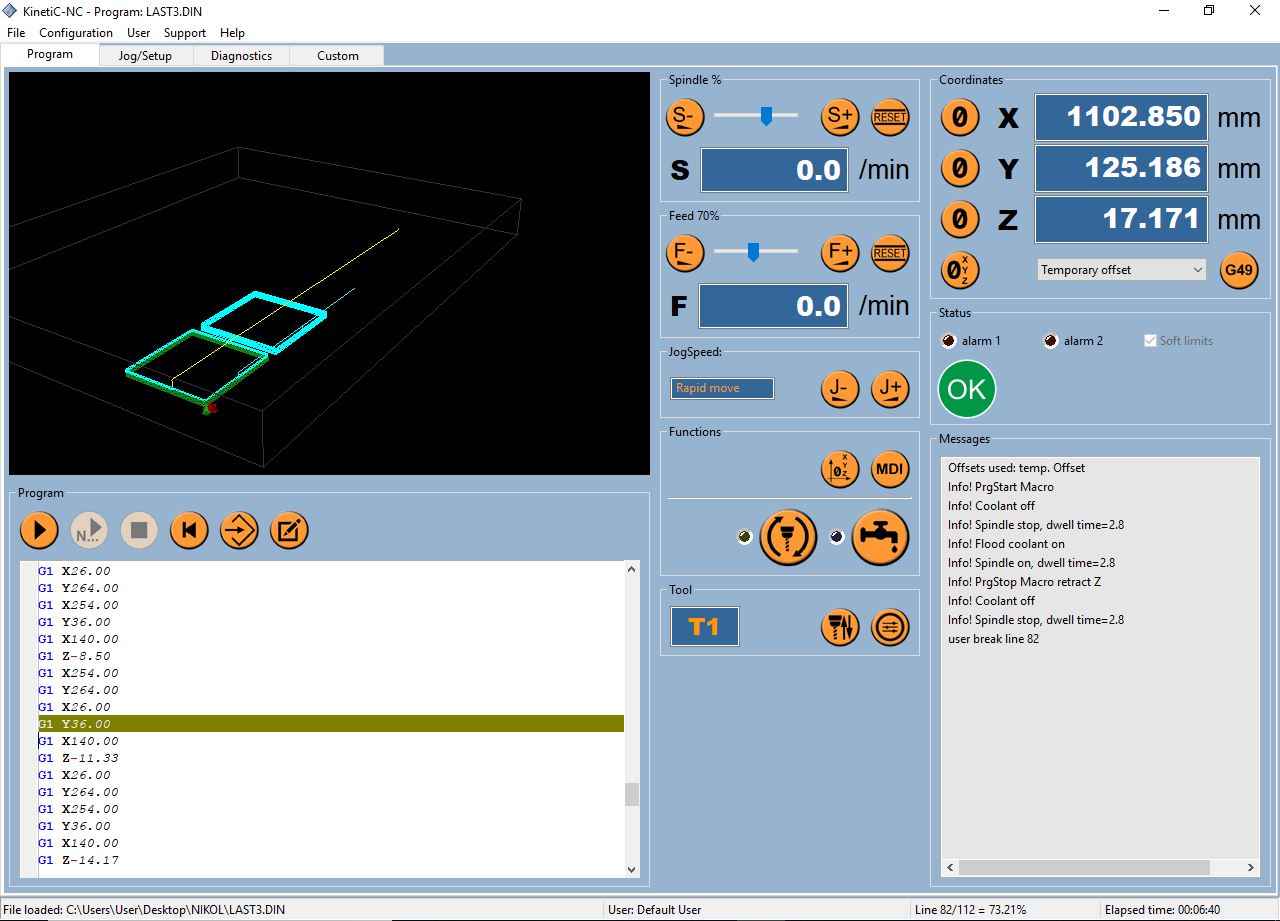 KinetiC-NC - Program: LAST3.DIN
File Configuration User Support Help
Program Jog/Setup Diagnostics Custom
Spindle %
S- S+ RESET
S 0.0 /min
Feed 70%
F- F+ RESET
F 0.0 /min
JogSpeed:
Rapid move J- J+
Functions
X Y 0 Z MDI
Tool
T1
Coordinates
0 X 1102.850 mm
0 Y 125.186 mm
0 Z 17.171 mm
0 X Y Z Temporary offset G49
Status
alarm 1 alarm 2 Soft limits
OK
Messages
Offsets used: temp. Offset
Info! PrgStart Macro
Info! Coolant off
Info! Spindle stop, dwell time=2.8
Info! Flood coolant on
Info! Spindle on, dwell time=2.8
Info! PrgStop Macro retract Z
Info! Coolant off
Info! Spindle stop, dwell time=2.8
user break line 82
Program
N...
G1 X26.00
G1 Y264.00
G1 X254.00
G1 Y36.00
G1 X140.00
G1 Z-8.50
G1 X254.00
G1 Y264.00
G1 X26.00
G1 Y36.00
G1 X140.00
G1 Z-11.33
G1 X26.00
G1 Y264.00
G1 X254.00
G1 Y36.00
G1 X140.00
G1 Z-14.17
File loaded: C:\Users\User\Desktop\NIKOL\LAST3.DIN User: Default User Line 82/112 = 73.21% Elapsed time: 00:06:40